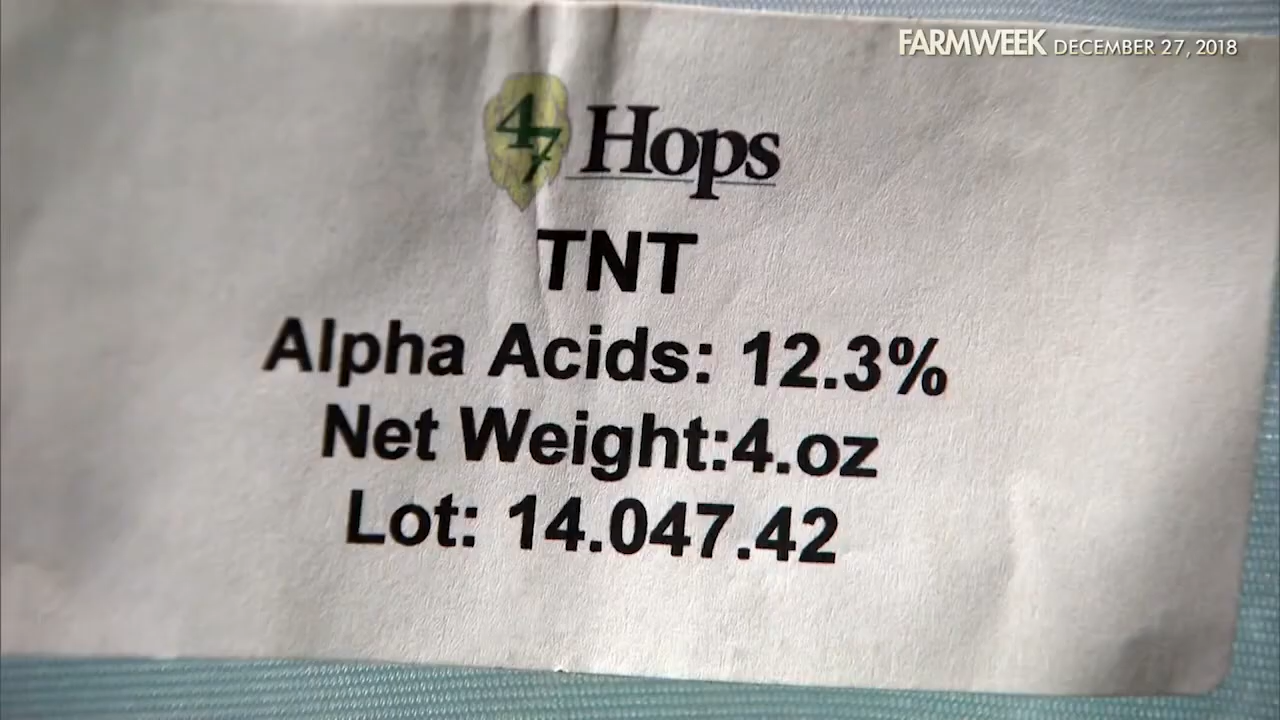 FARMWEEK DECEMBER 27, 2018
47 Hops
TNT
Alpha Acids: 12.3%
Net Weight:4.oz
Lot: 14.047.42